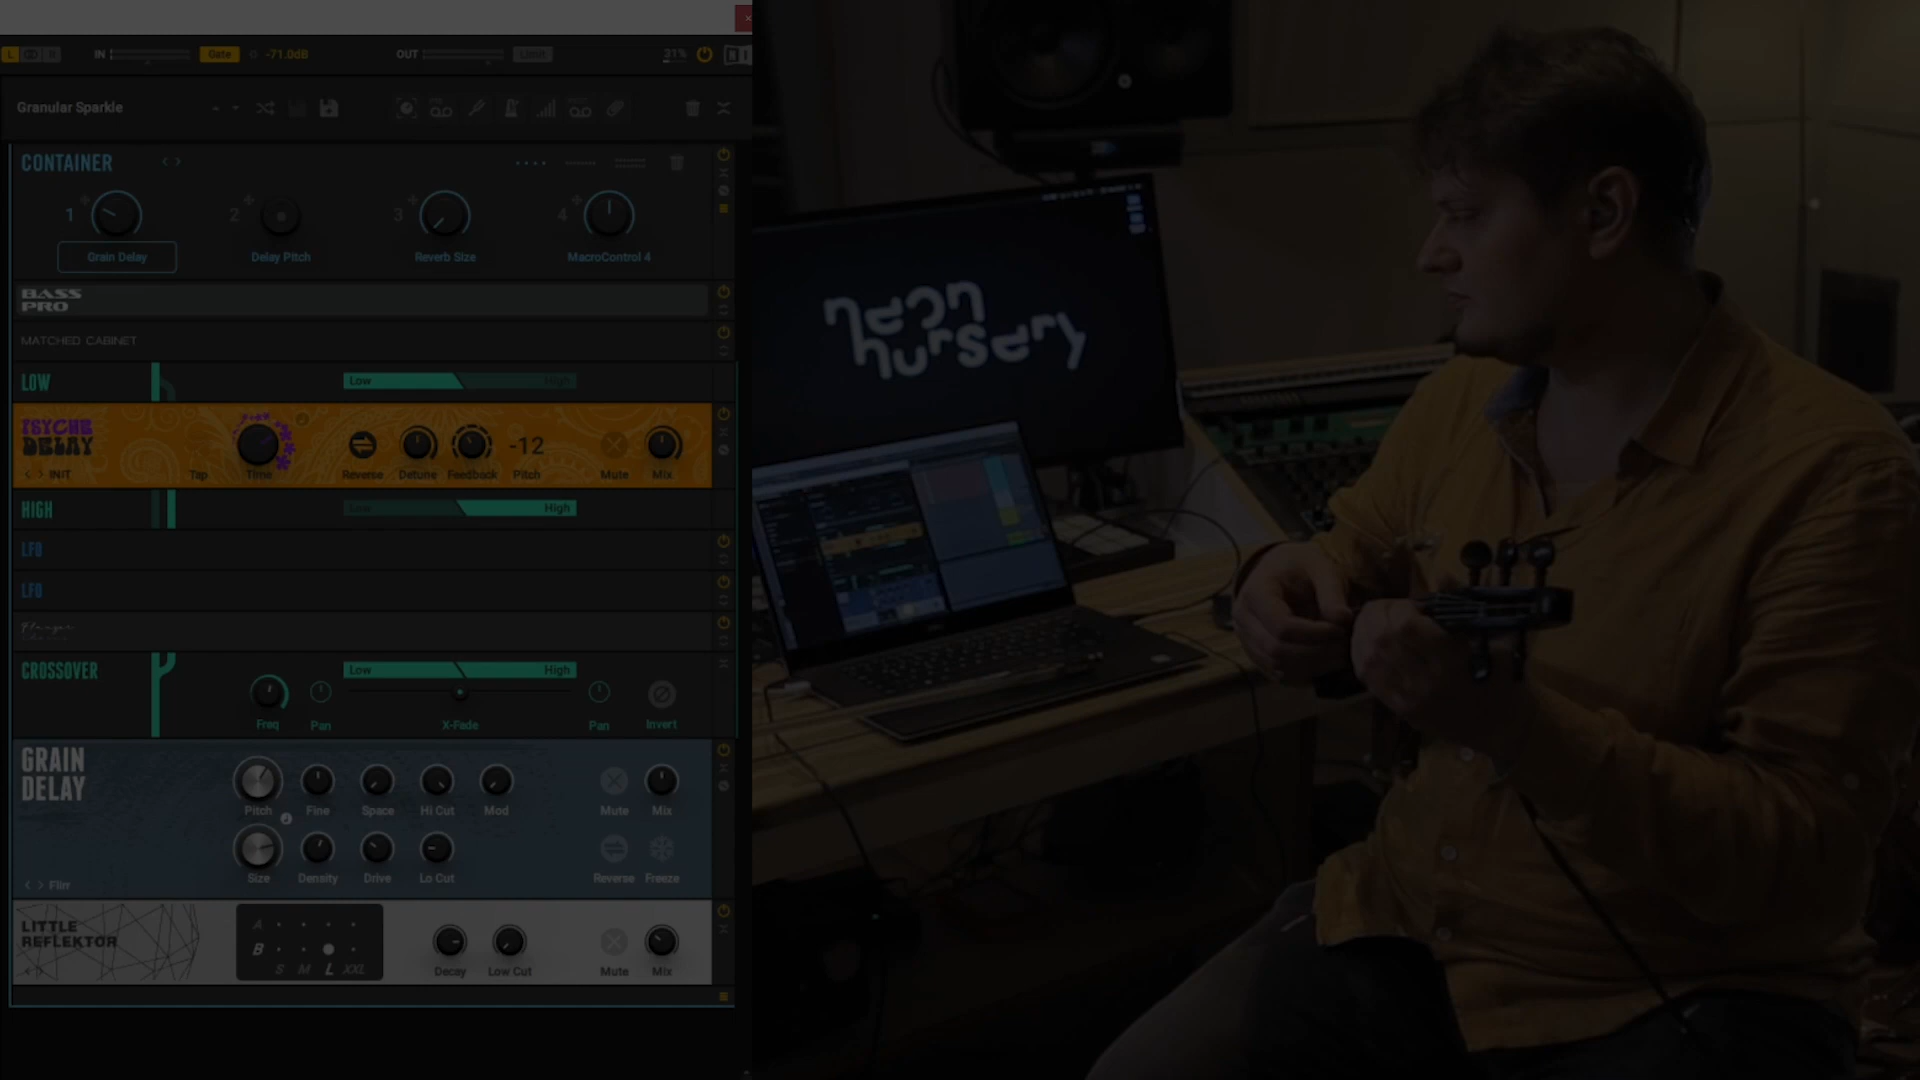 L
IN
Gate
-71.0dB
OUT
Limit
31%
Granular Sparkle
CONTAINER
1
2
3
4
Grain Delay
Delay Pitch
Reverb Size
MacroControl 4
BASS
PRO
MATCHED CABINET
LOW
Low
High
PSYCHE
DELAY
INIT
Tap
Time
Reverse
Detune
Feedback
-12
Pitch
Mute
Mix
HIGH
Low
High
LFO
LFO
Flanger
CROSSOVER
Low
High
Freq
Pan
X-Fade
Pan
Invert
GRAIN
DELAY
Pitch
Fine
Space
Hi Cut
Mod
Mute
Mix
Size
Density
Drive
Lo Cut
Reverse
Freeze
LITTLE
REFLEKTOR
A
B
S M L XXL
Decay
Low Cut
Mute
Mix
neon
nursery